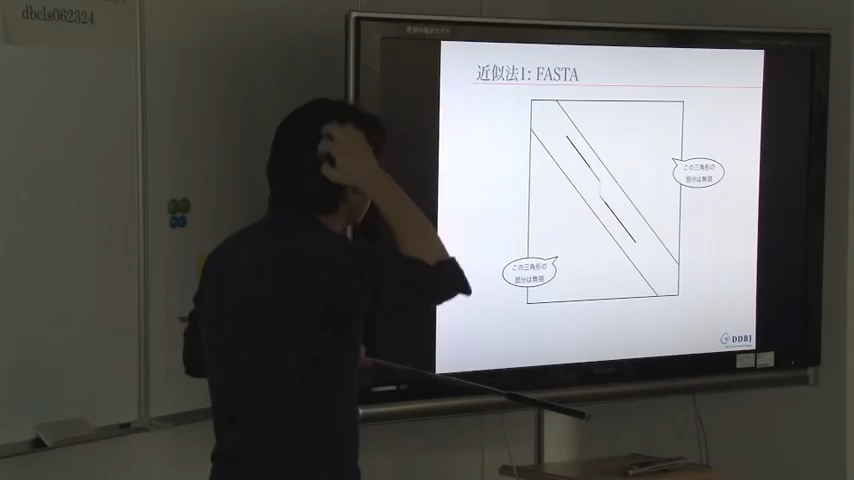 dbcls062324
近似法1: FASTA
この三角形の
部分は無視
この三角形の
部分は無視
DDBJ